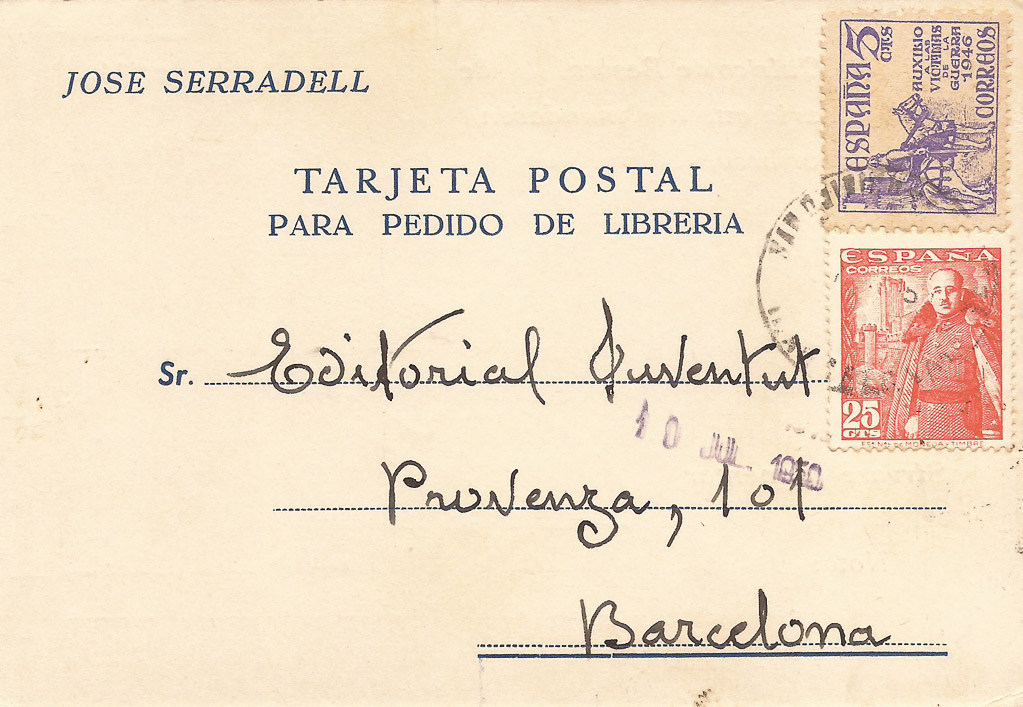 JOSE SERRADELL
TARJETA POSTAL
PARA PEDIDO DE LIBRERIA
Sr. Editorial Juventut
Provenza, 101
Barcelona
10 JUL. 1950
ESPAÑA 5 CTS
AUXILIO
A LAS
VICTIMAS
DE LA
GUERRA
1946
CORREOS
ESPAÑA
CORREOS
25
CTS